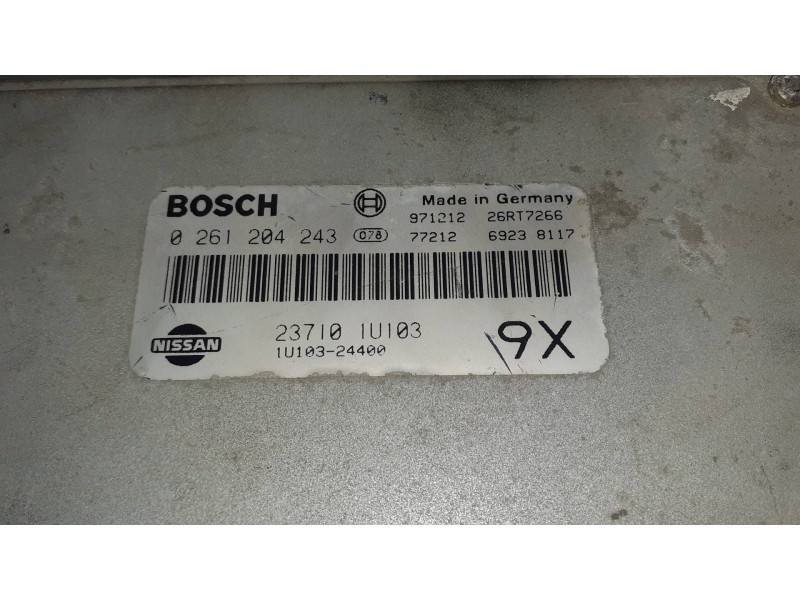 BOSCH Made in Germany
971212 26RT7266
0 261 204 243 078 77212 6923 8117
NISSAN 23710 1U103 9X
1U103-24400